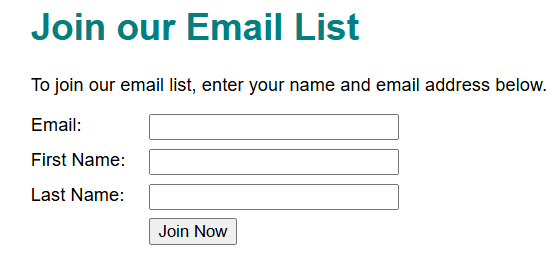 Join our Email List
To join our email list, enter your name and email address below.
Email:
First Name:
Last Name:
Join Now